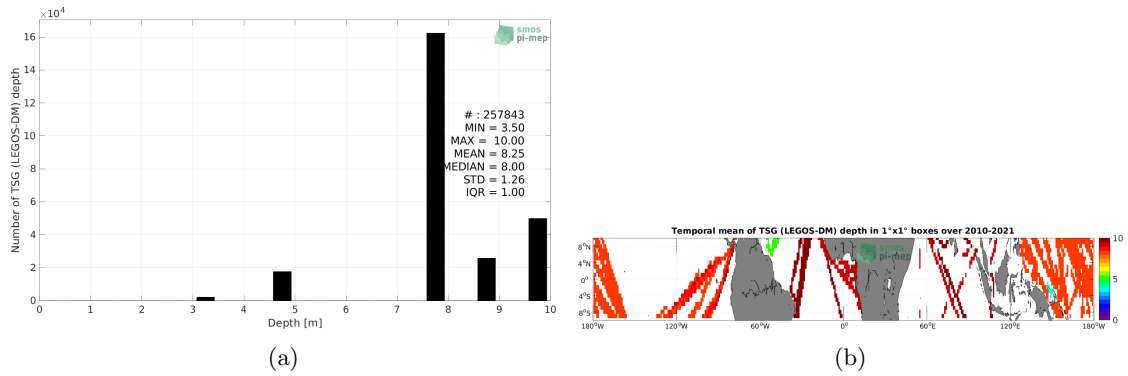 ×10⁴
smos
pi-mep
16
14
12
10
8
6
4
2
0
Number of TSG (LEGOS-DM) depth
# : 257843
MIN = 3.50
MAX = 10.00
MEAN = 8.25
MEDIAN = 8.00
STD = 1.26
IQR = 1.00
0 1 2 3 4 5 6 7 8 9 10
Depth [m]
(a)
Temporal mean of TSG (LEGOS-DM) depth in 1°x1° boxes over 2010-2021
smos
pi-mep
8°N
4°N
0°
4°S
8°S
180°W 120°W 60°W 0° 60°E 120°E 180°W
10
5
0
(b)